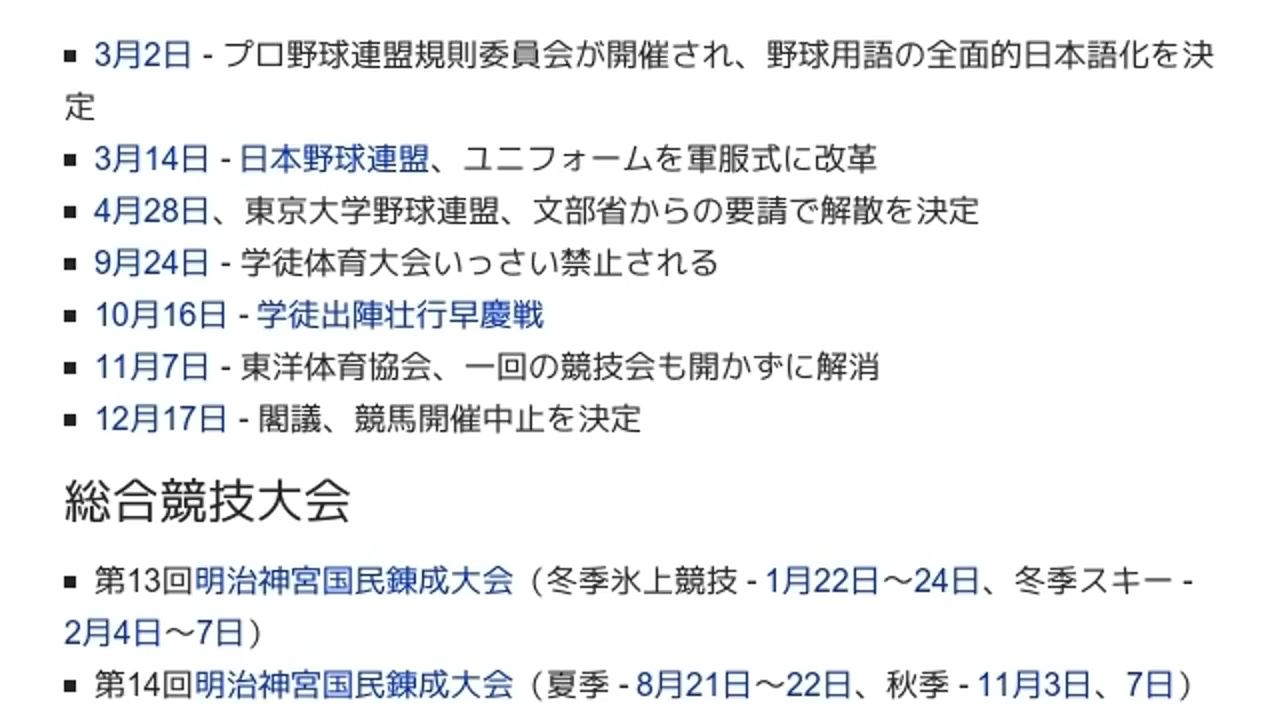 ▪ 3月2日 - プロ野球連盟規則委員会が開催され、野球用語の全面的日本語化を決
定
▪ 3月14日 - 日本野球連盟、ユニフォームを軍服式に改革
▪ 4月28日、東京大学野球連盟、文部省からの要請で解散を決定
▪ 9月24日 - 学徒体育大会いっさい禁止される
▪ 10月16日 - 学徒出陣壮行早慶戦
▪ 11月7日 - 東洋体育協会、一回の競技会も開かずに解消
▪ 12月17日 - 閣議、競馬開催中止を決定
総合競技大会
▪ 第13回明治神宮国民錬成大会（冬季氷上競技 - 1月22日〜24日、冬季スキー -
2月4日〜7日）
▪ 第14回明治神宮国民錬成大会（夏季 - 8月21日〜22日、秋季 - 11月3日、7日）